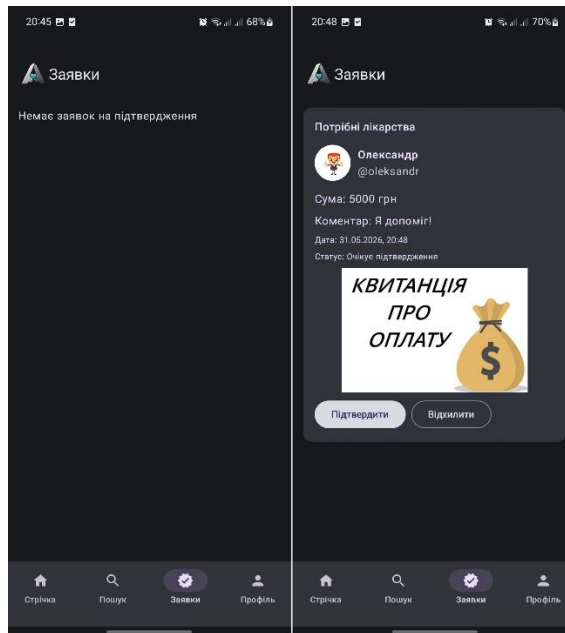 20:45 68%
Заявки
Немає заявок на підтвердження
Стрічка Пошук Заявки Профіль
20:48 70%
Заявки
Потрібні лікарства
Олександр
@oleksandr
Сума: 5000 грн
Коментар: Я допоміг!
Дата: 31.05.2026, 20:48
Статус: Очікує підтвердження
КВИТАНЦІЯ
ПРО
ОПЛАТУ
$
Підтвердити Відхилити
Стрічка Пошук Заявки Профіль